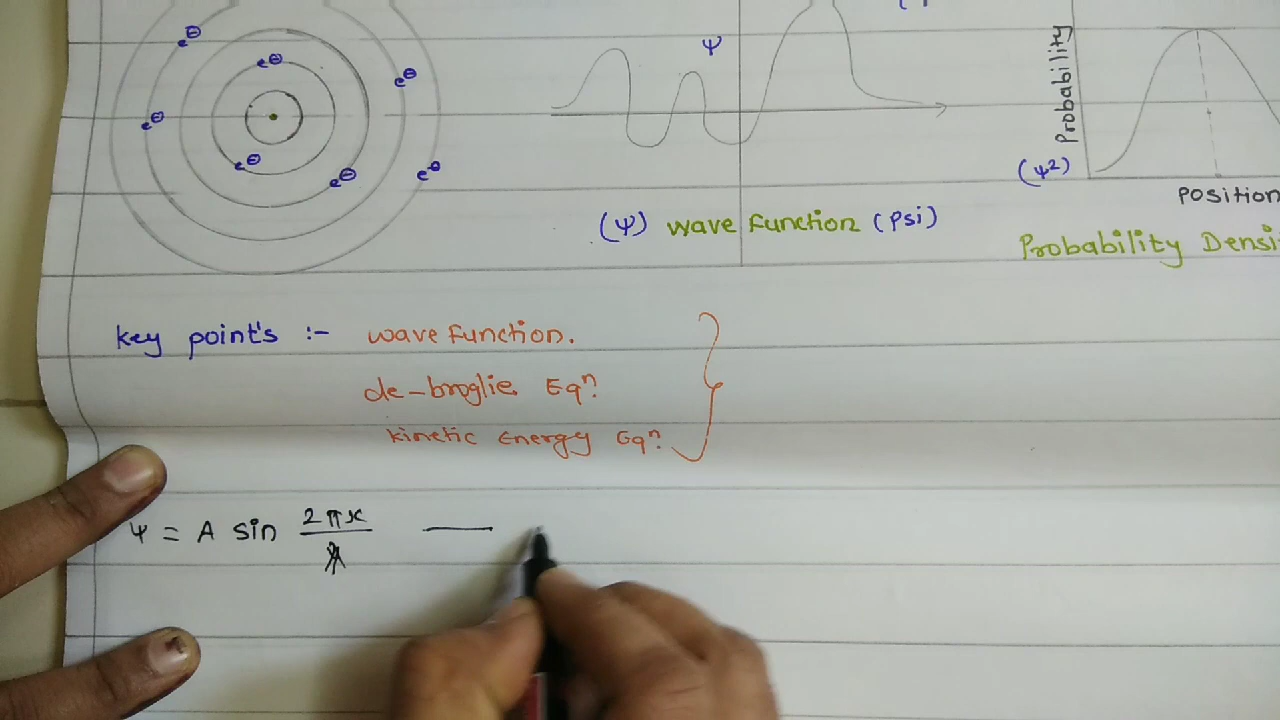 e⊖
e⊖
e⊖
e⊖
e⊖
e⊖
e⊖
ψ
(ψ) wave function (psi)
Probability
(ψ²)
Position
Probability Densi
key point's :- wave function.
de-broglie Eqⁿ
kinetic Energy Eqⁿ
ψ = A sin 2πx / λ —